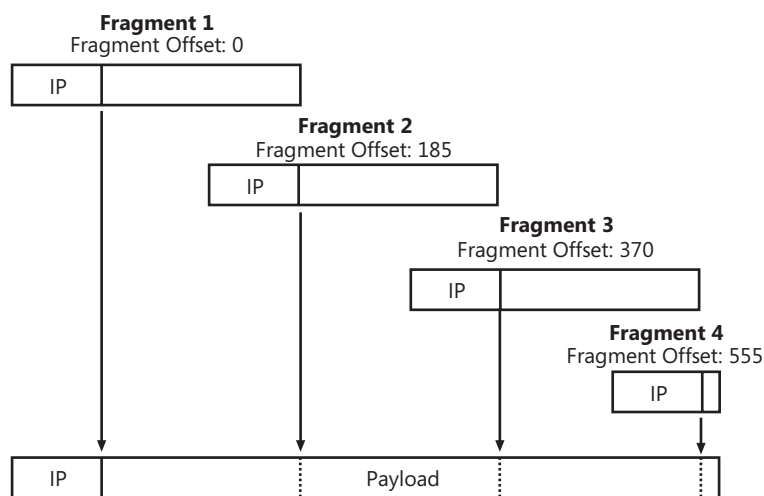 Fragment 1
Fragment Offset: 0
IP
Fragment 2
Fragment Offset: 185
IP
Fragment 3
Fragment Offset: 370
IP
Fragment 4
Fragment Offset: 555
IP
IP
Payload